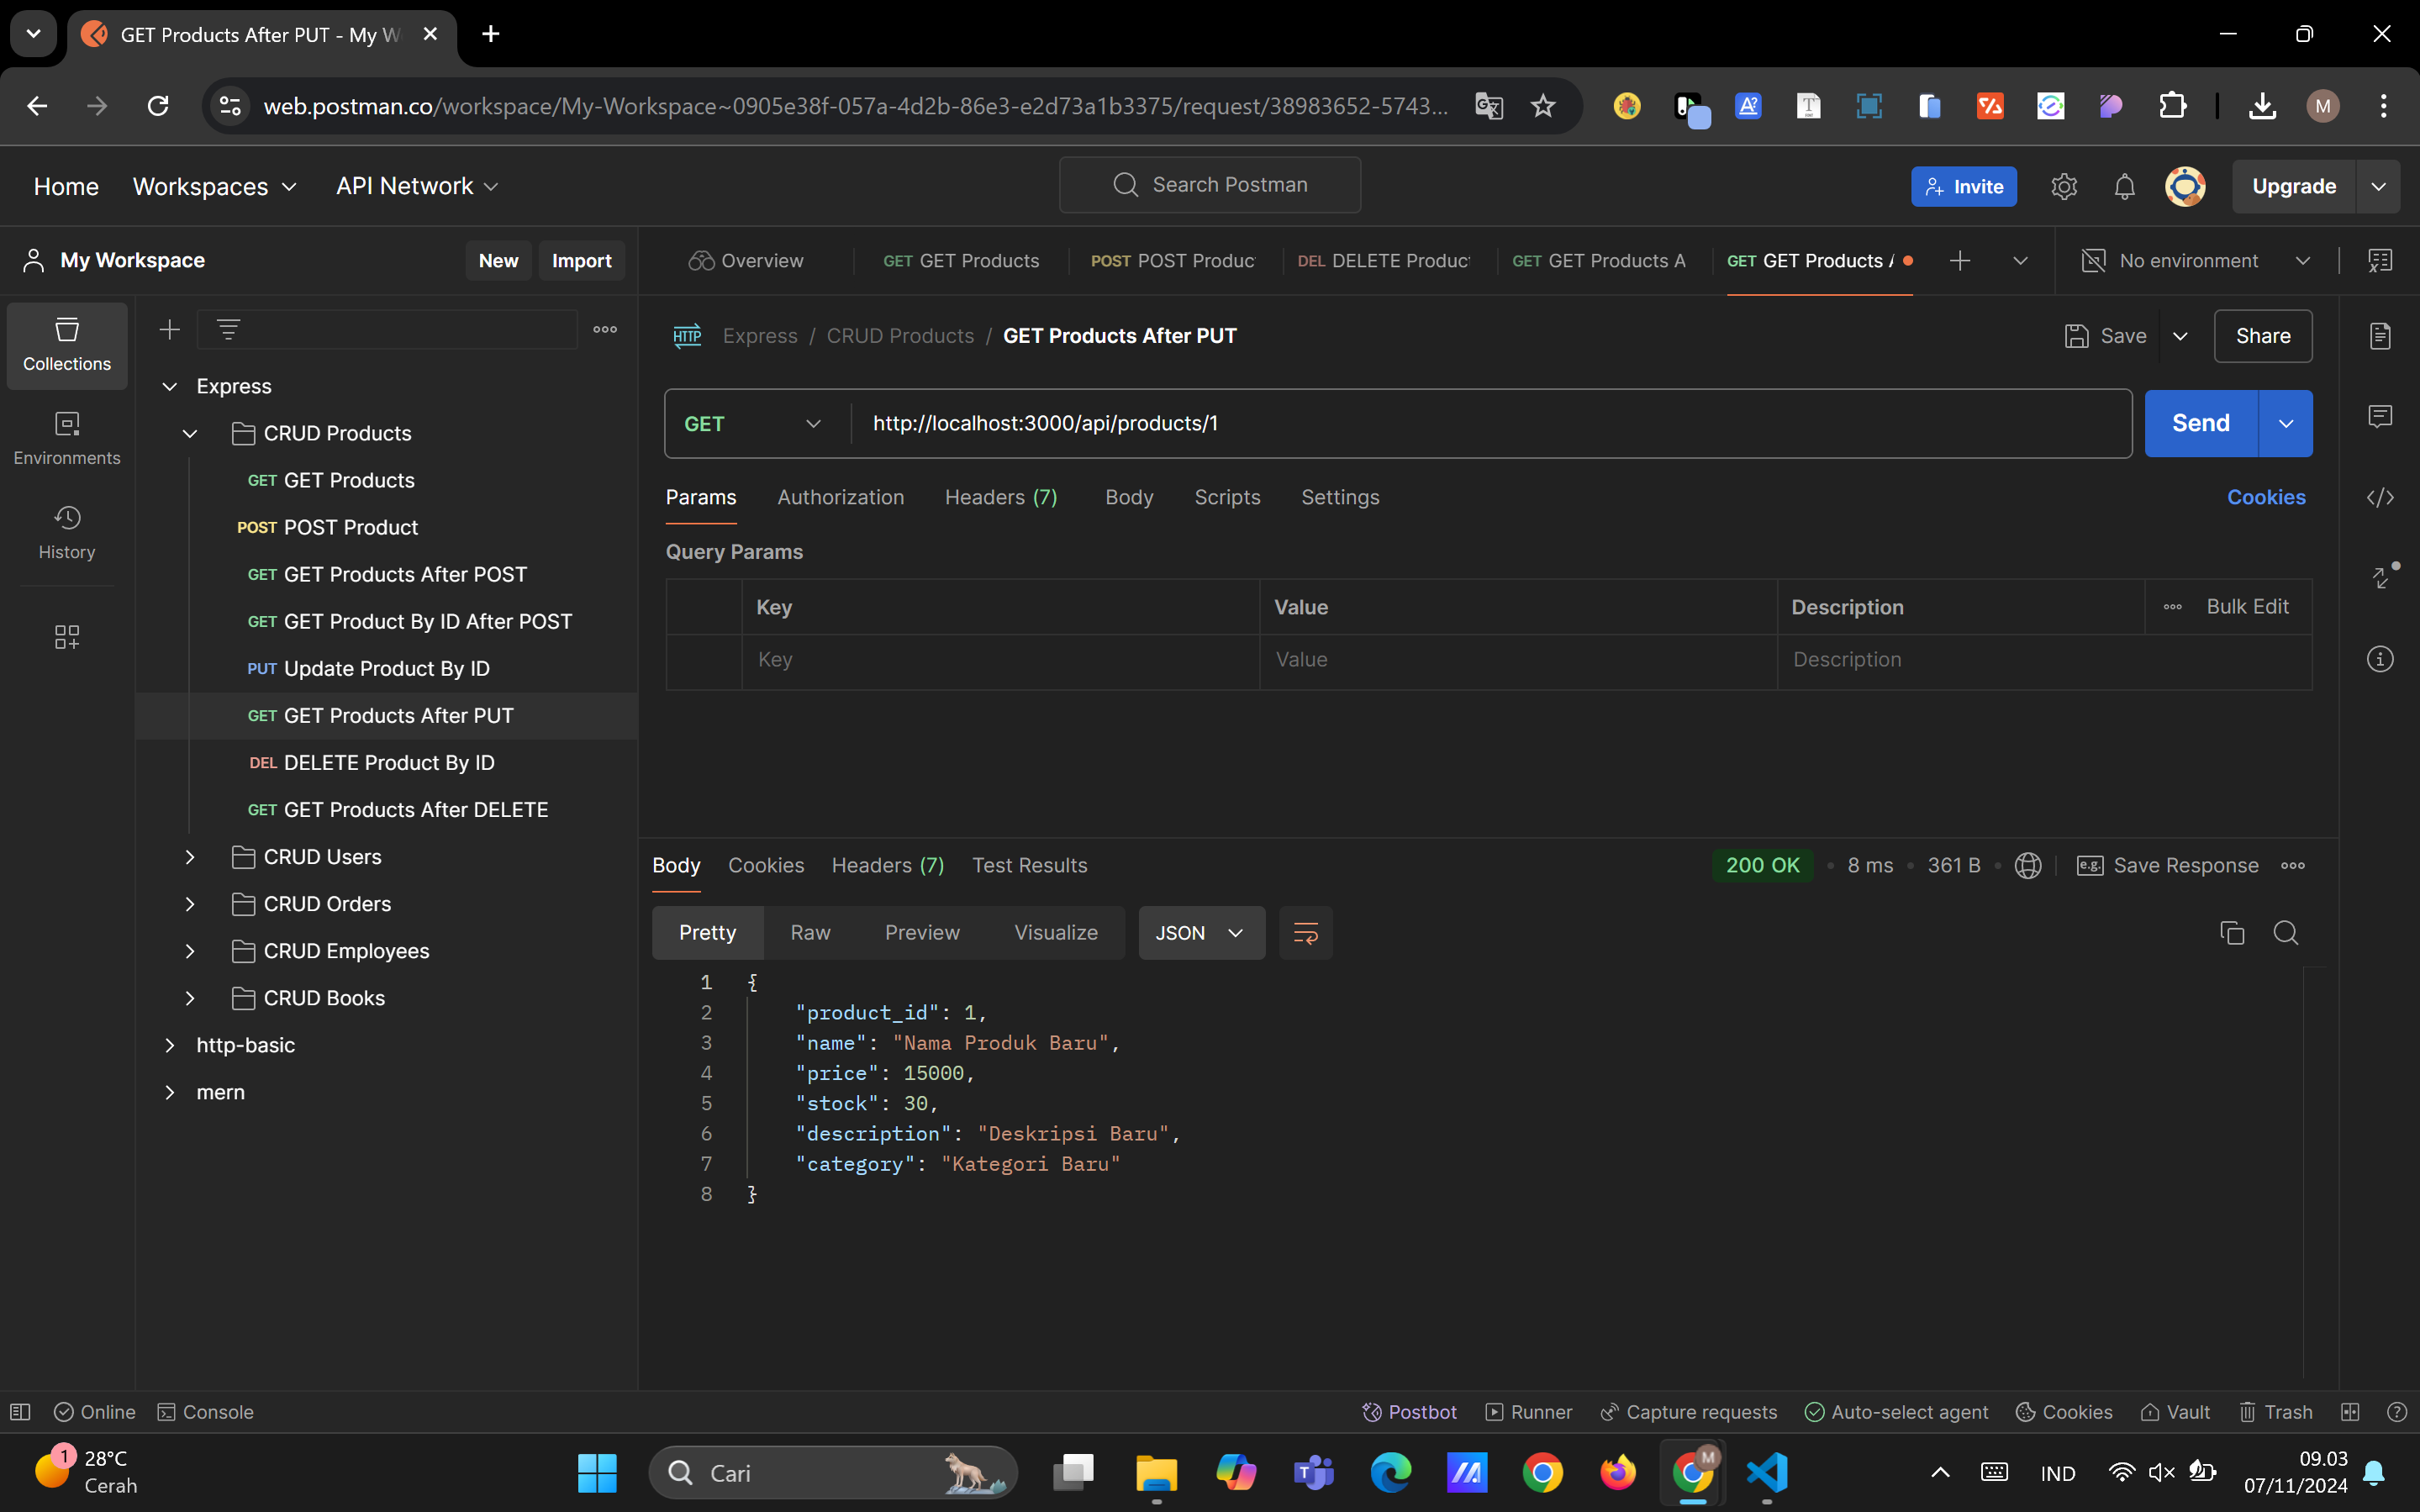 GET Products After PUT - My W
web.postman.co/workspace/My-Workspace~0905e38f-057a-4d2b-86e3-e2d73a1b3375/request/38983652-5743...
M
Home
Workspaces
API Network
Search Postman
Invite
Upgrade
My Workspace
New
Import
Overview
GET GET Products
POST POST Produc
DEL DELETE Produc
GET GET Products A
GET GET Products A
No environment
Collections
Environments
History
Express
CRUD Products
GET GET Products
POST POST Product
GET GET Products After POST
GET GET Product By ID After POST
PUT Update Product By ID
GET GET Products After PUT
DEL DELETE Product By ID
GET GET Products After DELETE
CRUD Users
CRUD Orders
CRUD Employees
CRUD Books
http-basic
mern
HTTP Express / CRUD Products / GET Products After PUT
Save
Share
GET
http://localhost:3000/api/products/1
Send
Params
Authorization
Headers (7)
Body
Scripts
Settings
Cookies
Query Params
Key
Value
Description
Bulk Edit
Key
Value
Description
Body
Cookies
Headers (7)
Test Results
200 OK
8 ms
361 B
e.g. Save Response
Pretty
Raw
Preview
Visualize
JSON
1 {
2 "product_id": 1,
3 "name": "Nama Produk Baru",
4 "price": 15000,
5 "stock": 30,
6 "description": "Deskripsi Baru",
7 "category": "Kategori Baru"
8 }
Online
Console
Postbot
Runner
Capture requests
Auto-select agent
Cookies
Vault
Trash
1
28°C
Cerah
Cari
M
IND
09.03
07/11/2024